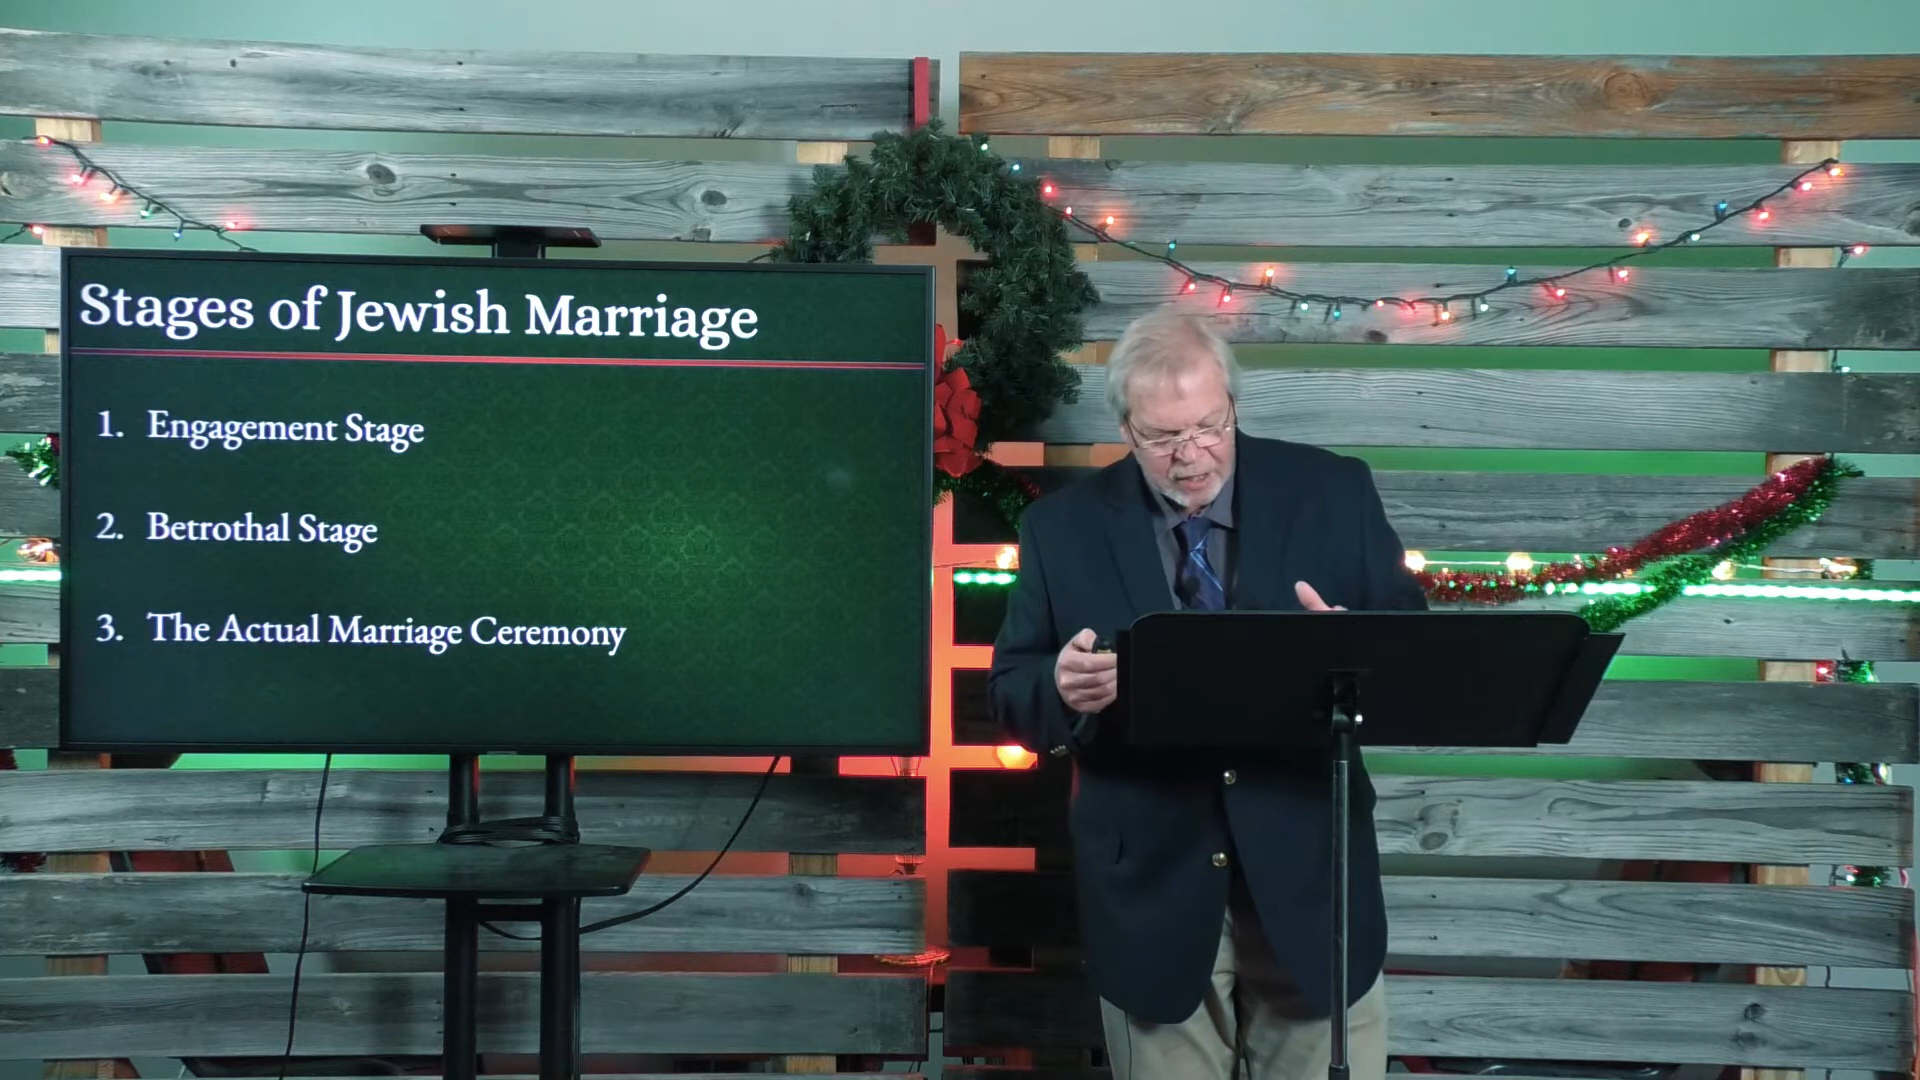 Stages of Jewish Marriage
1. Engagement Stage
2. Betrothal Stage
3. The Actual Marriage Ceremony